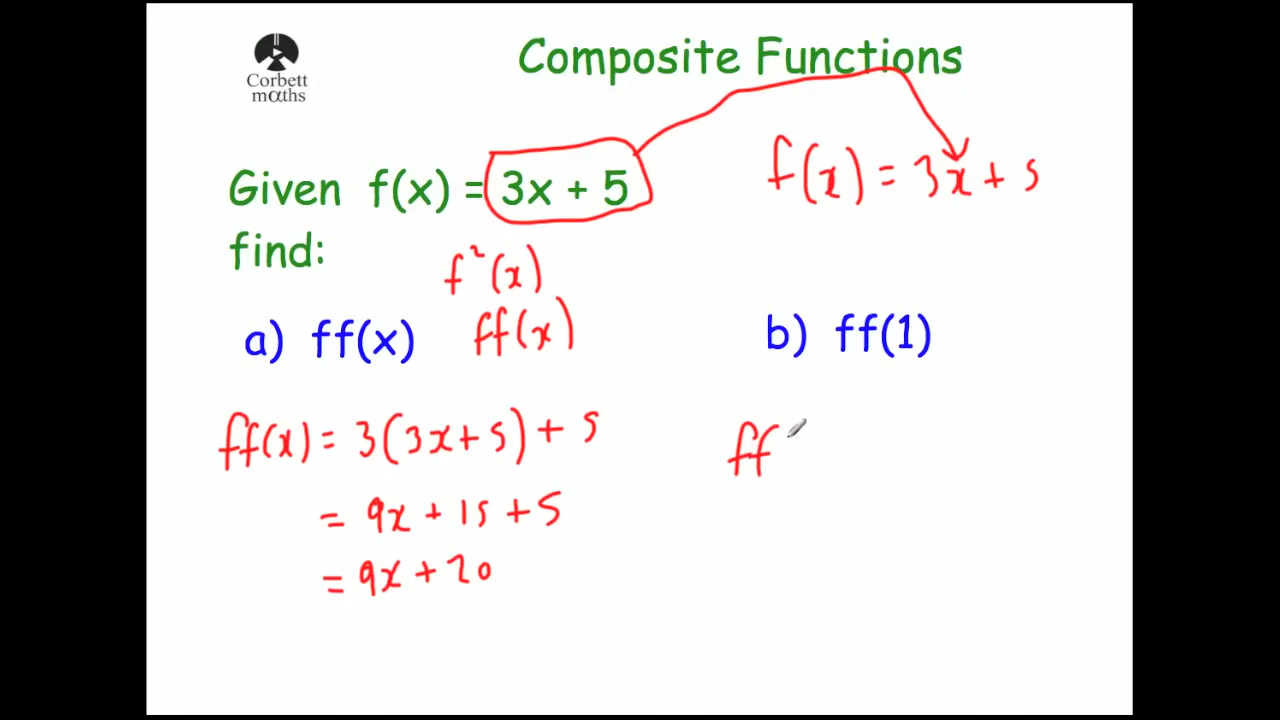 Corbett
mαths
Composite Functions
Given f(x) = 3x + 5
f(x) = 3x + 5
find:
f²(x)
a) ff(x) ff(x)
b) ff(1)
ff(x) = 3(3x+5) + 5
= 9x + 15 + 5
= 9x + 20
ff